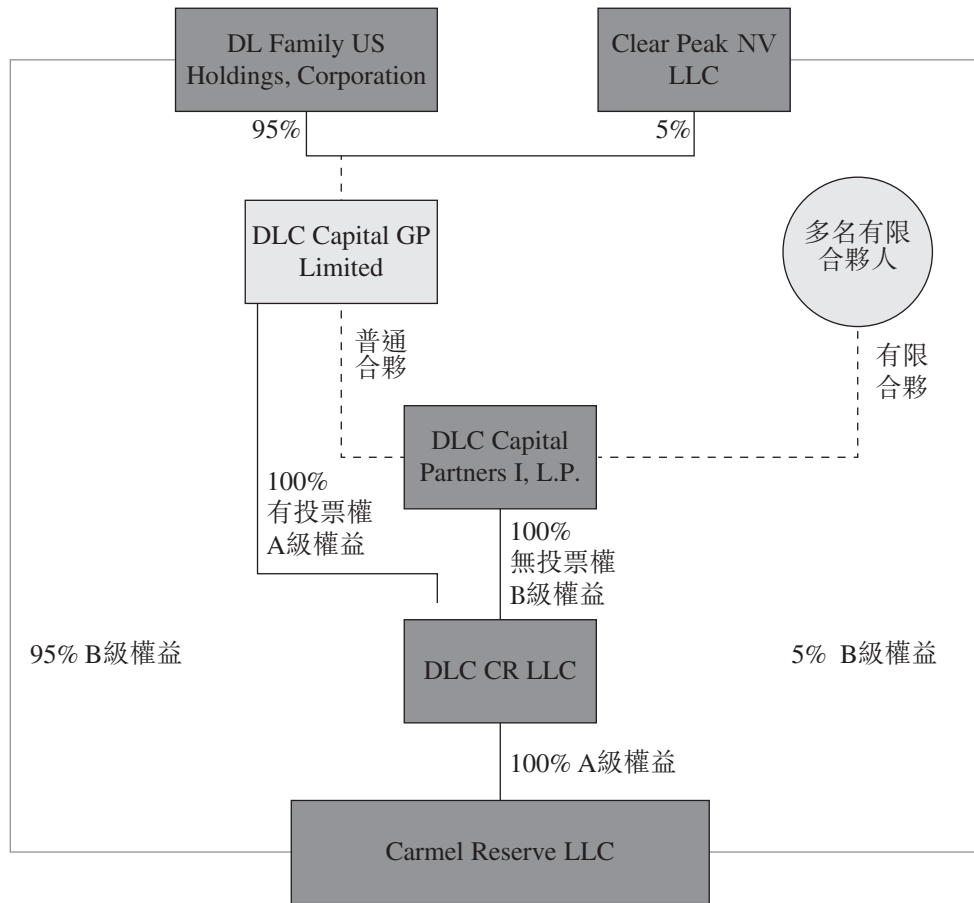 DL Family US
Holdings, Corporation
Clear Peak NV
LLC
95%
5%
DLC Capital GP
Limited
多名有限
合夥人
普通
合夥
有限
合夥
DLC Capital
Partners I, L.P.
100%
有投票權
A級權益
100%
無投票權
B級權益
95% B級權益
5% B級權益
DLC CR LLC
100% A級權益
Carmel Reserve LLC